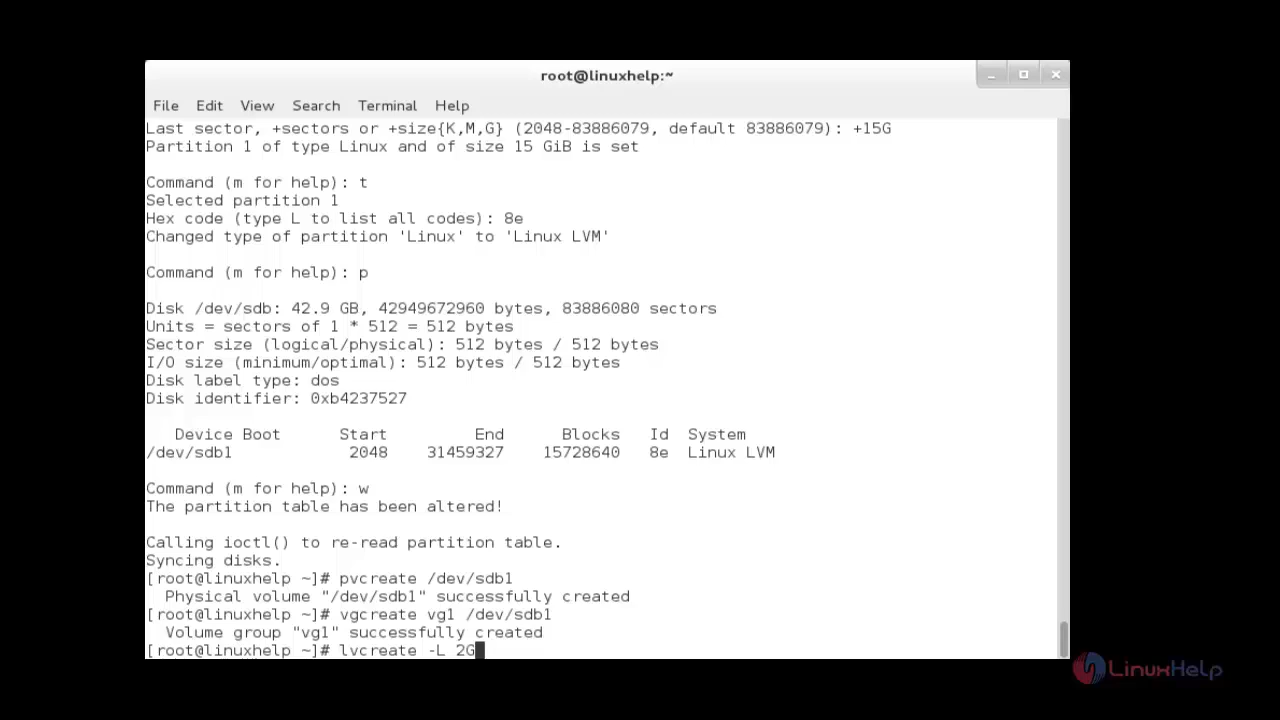 root@linuxhelp:~
File Edit View Search Terminal Help
Last sector, +sectors or +size{K,M,G} (2048-83886079, default 83886079): +15G
Partition 1 of type Linux and of size 15 GiB is set
Command (m for help): t
Selected partition 1
Hex code (type L to list all codes): 8e
Changed type of partition 'Linux' to 'Linux LVM'
Command (m for help): p
Disk /dev/sdb: 42.9 GB, 42949672960 bytes, 83886080 sectors
Units = sectors of 1 * 512 = 512 bytes
Sector size (logical/physical): 512 bytes / 512 bytes
I/O size (minimum/optimal): 512 bytes / 512 bytes
Disk label type: dos
Disk identifier: 0xb4237527
Device Boot Start End Blocks Id System
/dev/sdb1 2048 31459327 15728640 8e Linux LVM
Command (m for help): w
The partition table has been altered!
Calling ioctl() to re-read partition table.
Syncing disks.
[root@linuxhelp ~]# pvcreate /dev/sdb1
Physical volume "/dev/sdb1" successfully created
[root@linuxhelp ~]# vgcreate vg1 /dev/sdb1
Volume group "vg1" successfully created
[root@linuxhelp ~]# lvcreate -L 2G
LinuxHelp